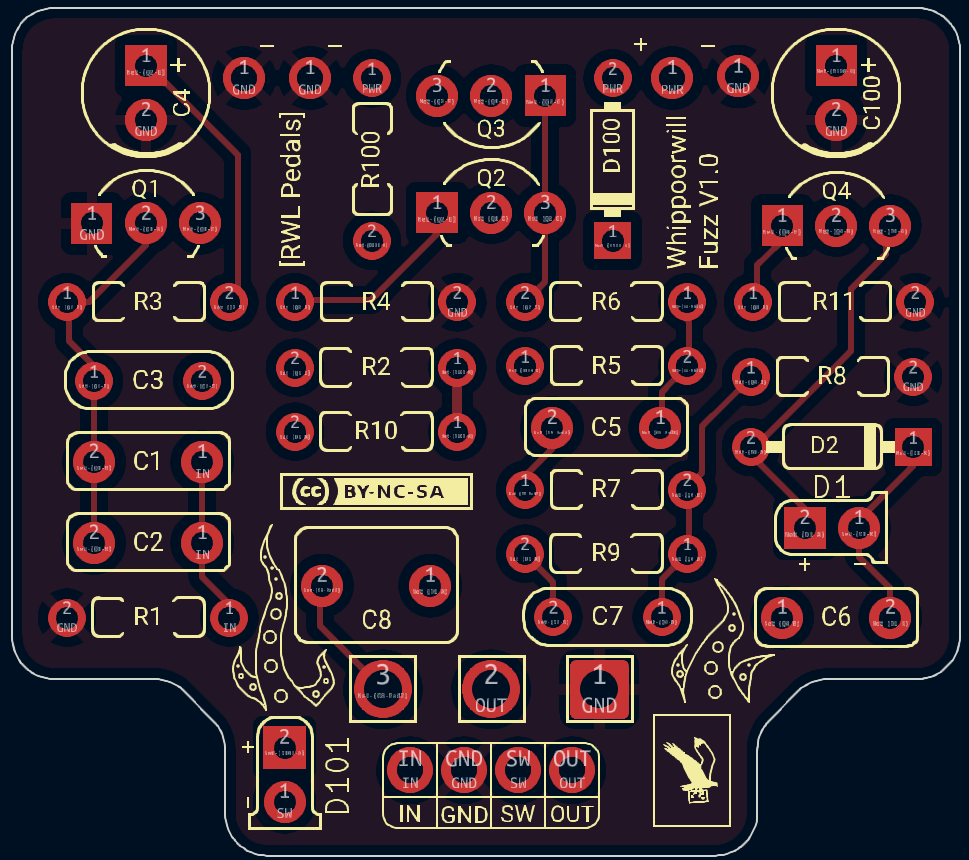 1 + 2 GND C4
1 GND − 1 GND − 1 PWR
R100
3 2 1 Q3
+ 2 PWR 1 PWR − 1 GND
1 + 2 GND C100
[RWL Pedals]
D100 1
Whippoorwill
Fuzz V1.0
Q1
1 GND 2 3
2
Q2
1 2 3
Q4
1 2 3
1 R3 2
1 R4 2 GND
2 R6 1
1 R11 2 GND
1 C3 2
2 R2 1
1 R5 2
1 R8 2 GND
2 R10 1
2 C5 1
2 D2 1
2 C1 1 IN
cc BY-NC-SA
1 R7 2
D1
2 1
+ −
2 C2 1 IN
2 R9 1
2 1
C8
2 GND R1 1 IN
2 C7 1
1 C6 2
3 2 OUT 1 GND
+ 2
- 1 SW
D101
IN GND SW OUT
IN GND SW OUT
IN GND SW OUT